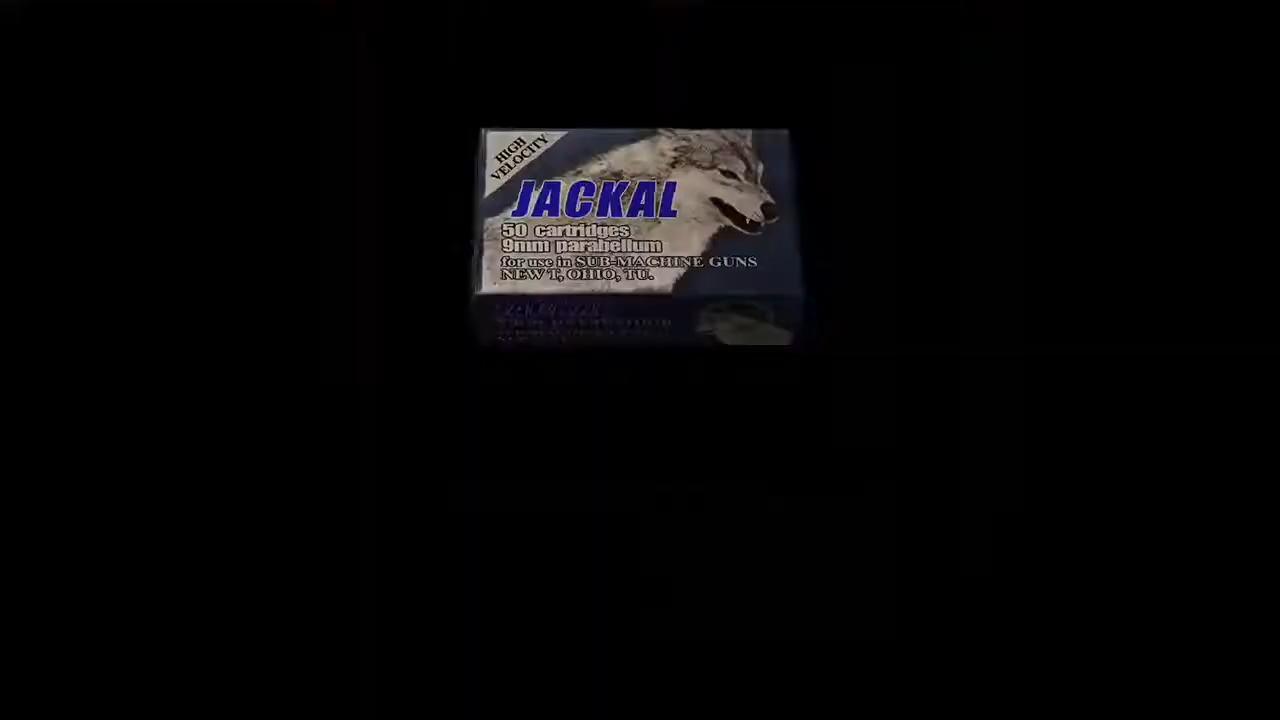 HIGH
VELOCITY
JACKAL
50 cartridges
9mm parabellum
for use in SUB-MACHINE GUNS
NEW T, OHIO, TU.